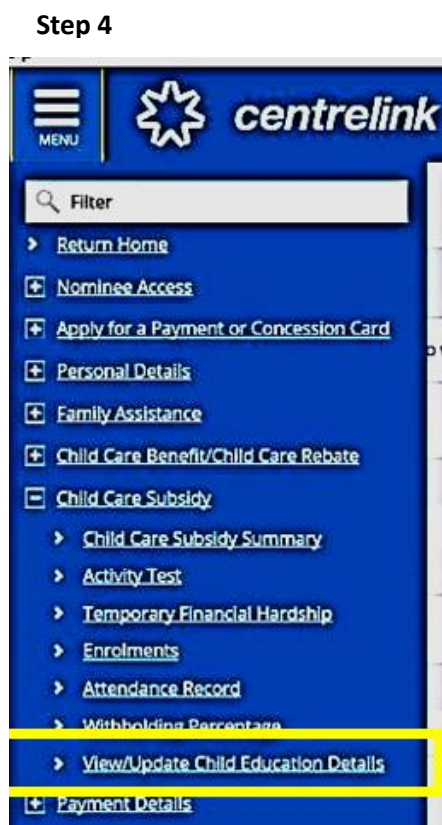 Step 4
MENU
centrelink
Filter
Return Home
Nominee Access
Apply for a Payment or Concession Card
Personal Details
Family Assistance
Child Care Benefit/Child Care Rebate
Child Care Subsidy
Child Care Subsidy Summary
Activity Test
Temporary Financial Hardship
Enrolments
Attendance Record
Withholding Percentage
View/Update Child Education Details
Payment Details